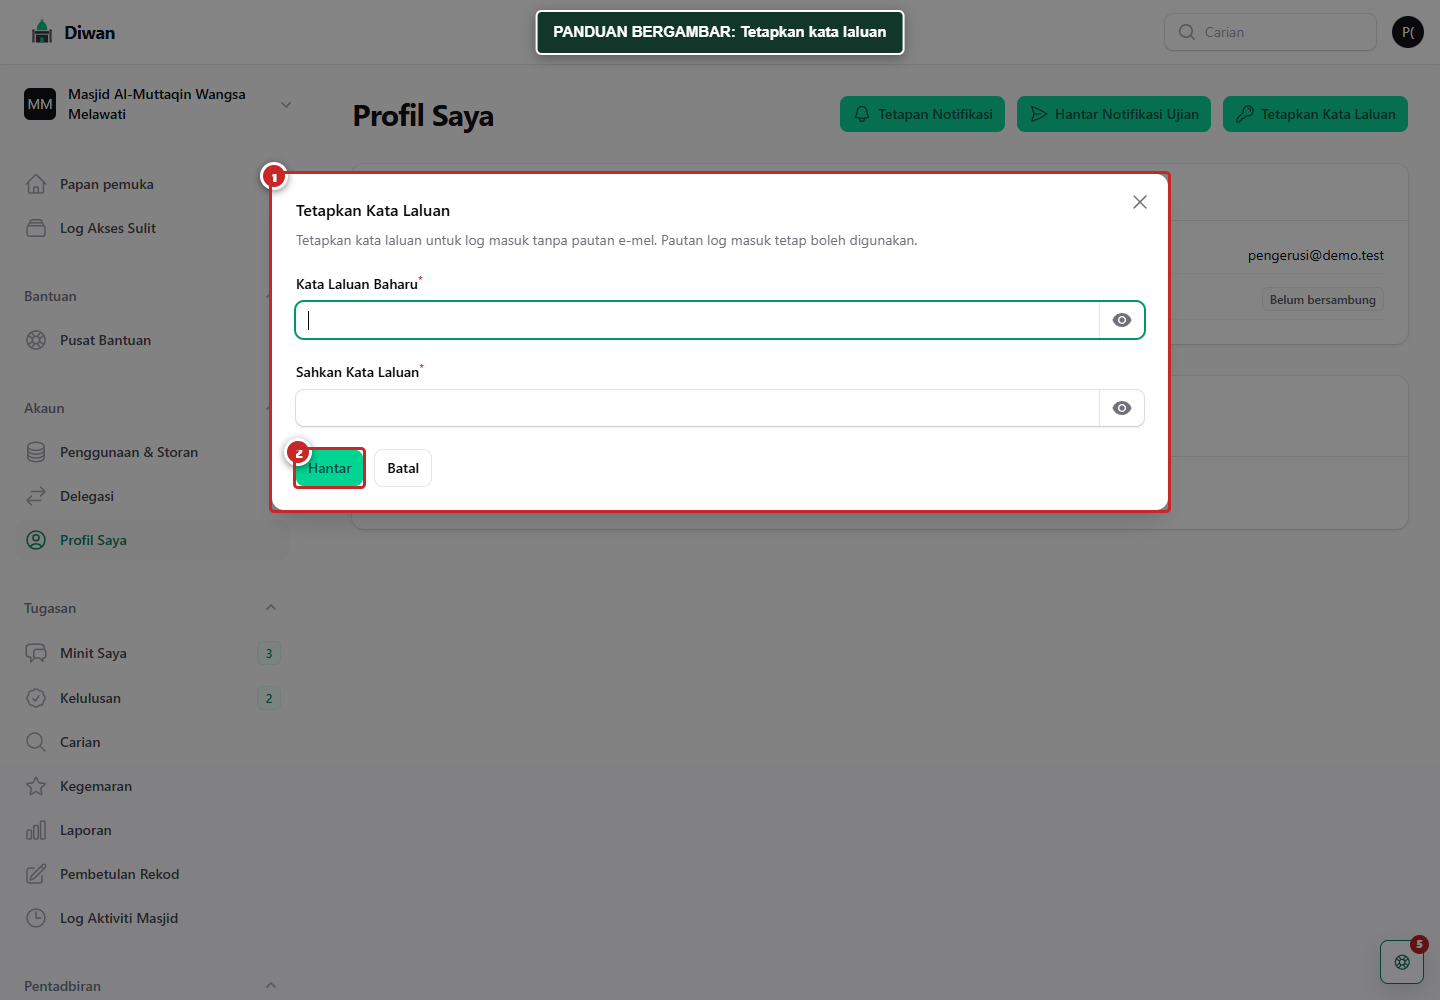 Diwan
PANDUAN BERGAMBAR: Tetapkan kata laluan
Carian
P(
MM
Masjid Al-Muttaqin Wangsa
Melawati
Profil Saya
Tetapan Notifikasi
Hantar Notifikasi Ujian
Tetapkan Kata Laluan
Papan pemuka
Log Akses Sulit
Bantuan
Pusat Bantuan
Akaun
Penggunaan & Storan
Delegasi
Profil Saya
Tugasan
Minit Saya
3
Kelulusan
2
Carian
Kegemaran
Laporan
Pembetulan Rekod
Log Aktiviti Masjid
Pentadbiran
1
Tetapkan Kata Laluan
Tetapkan kata laluan untuk log masuk tanpa pautan e-mel. Pautan log masuk tetap boleh digunakan.
Kata Laluan Baharu*
Sahkan Kata Laluan*
2
Hantar
Batal
pengerusi@demo.test
Belum bersambung
5